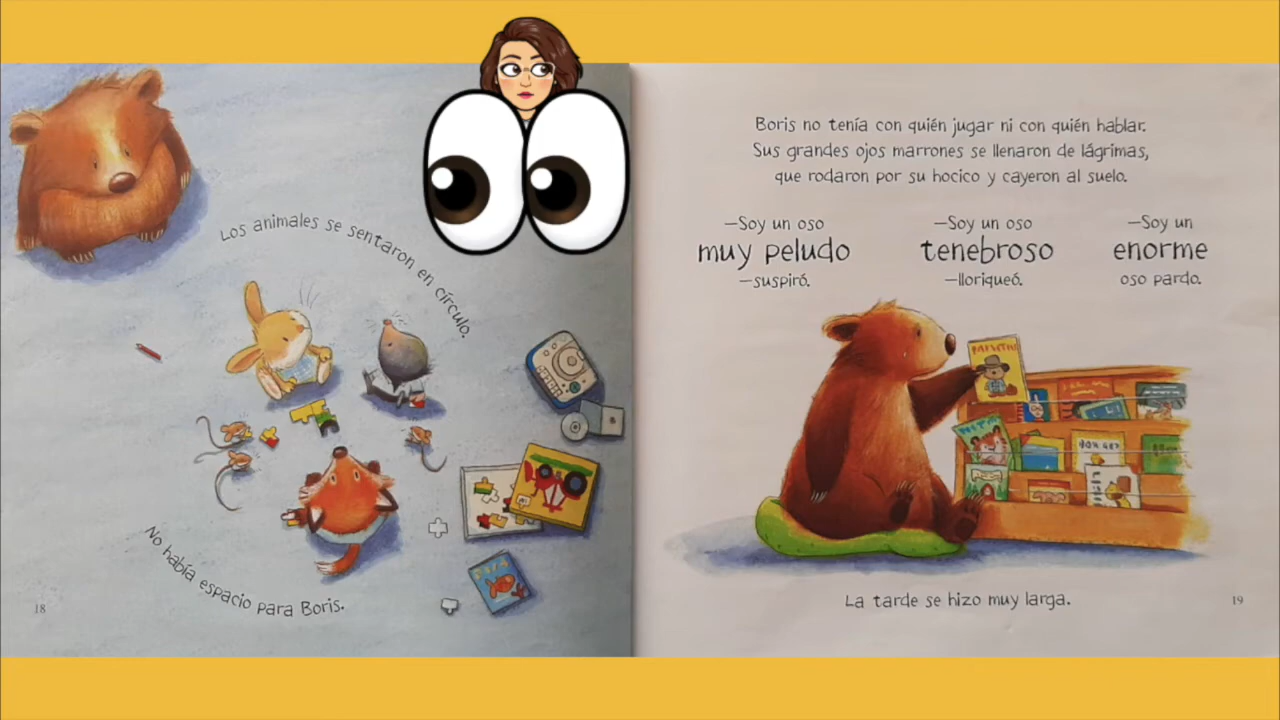 Los animales se sentaron en círculo.
No había espacio para Boris.
18
Boris no tenía con quién jugar ni con quién hablar.
Sus grandes ojos marrones se llenaron de lágrimas,
que rodaron por su hocico y cayeron al suelo.
—Soy un oso
muy peludo
—suspiró.
—Soy un oso
tenebroso
—lloriqueó.
—Soy un
enorme
oso pardo.
La tarde se hizo muy larga.
19